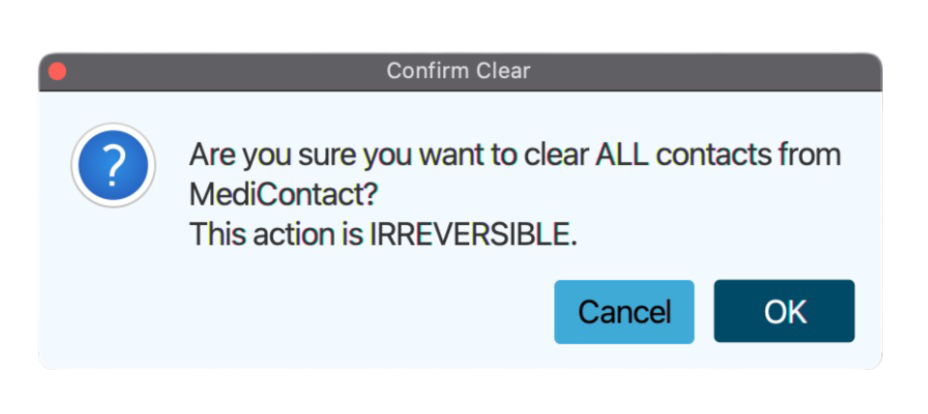 Confirm Clear
?
Are you sure you want to clear ALL contacts from
MediContact?
This action is IRREVERSIBLE.
Cancel OK